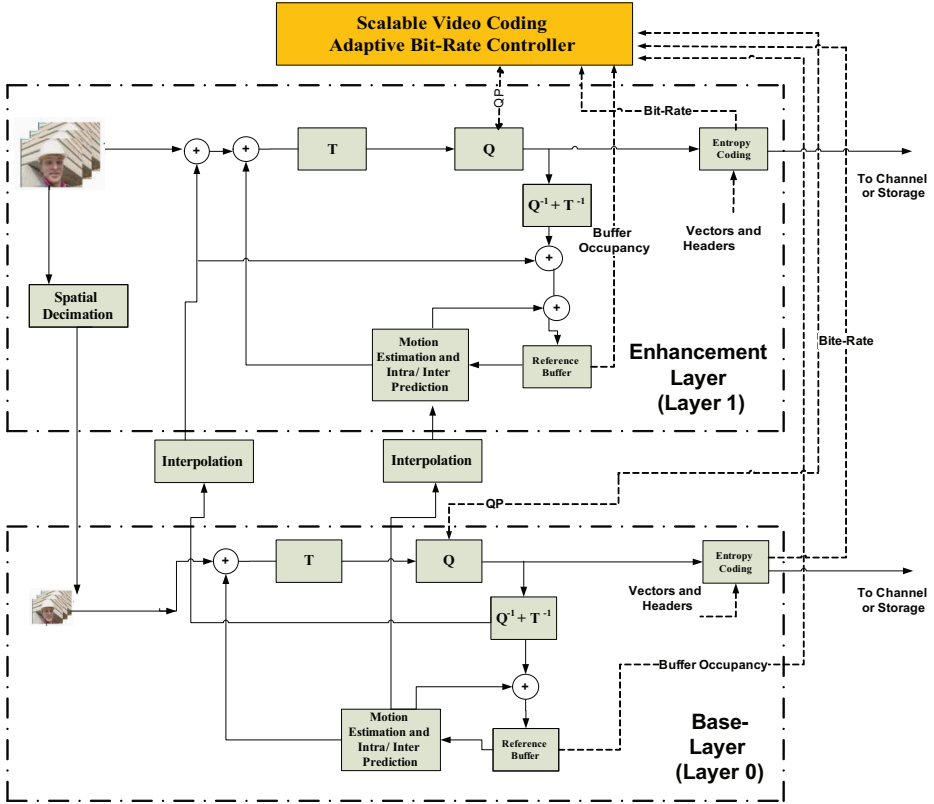 Scalable Video Coding
Adaptive Bit-Rate Controller
QP
Bit-Rate
+
+
T
Q
Entropy
Coding
To Channel
or Storage
Q⁻¹ + T⁻¹
Buffer
Occupancy
Vectors and
Headers
+
Spatial
Decimation
+
Motion
Estimation and
Intra/ Inter
Prediction
Reference
Buffer
Enhancement
Layer
(Layer 1)
Bite-Rate
Interpolation
Interpolation
QP
+
T
Q
Entropy
Coding
To Channel
or Storage
Vectors and
Headers
Q⁻¹ + T⁻¹
Buffer Occupancy
+
Motion
Estimation and
Intra/ Inter
Prediction
Reference
Buffer
Base-
Layer
(Layer 0)